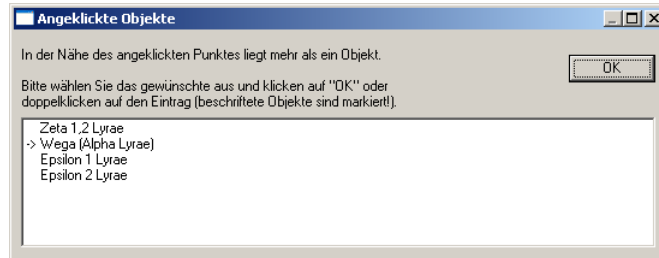 Angeklickte Objekte
In der Nähe des angeklickten Punktes liegt mehr als ein Objekt.
OK
Bitte wählen Sie das gewünschte aus und klicken auf "OK" oder
doppelklicken auf den Eintrag (beschriftete Objekte sind markiert!).
Zeta 1,2 Lyrae
-> Wega (Alpha Lyrae)
Epsilon 1 Lyrae
Epsilon 2 Lyrae